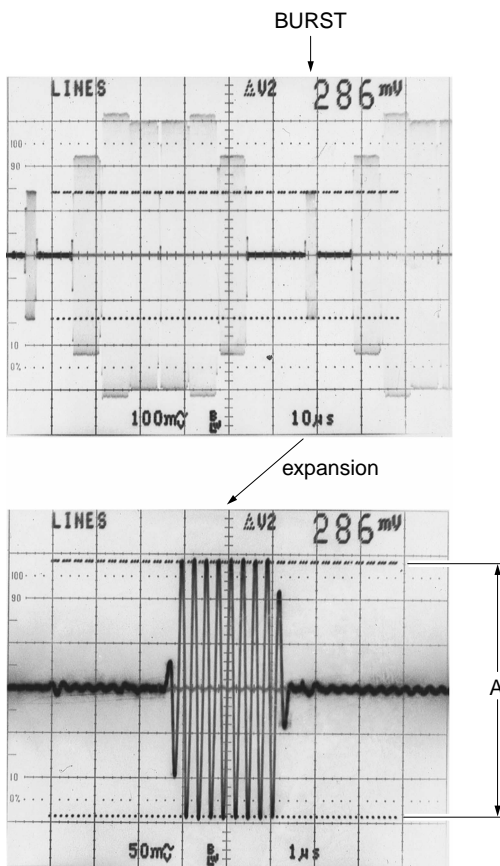 BURST
LINES ΔV2 286mV
100
90
10
0%
100mV 10µs
expansion
LINES ΔV2 286mV
100
90
A
10
0%
50mV 1µs